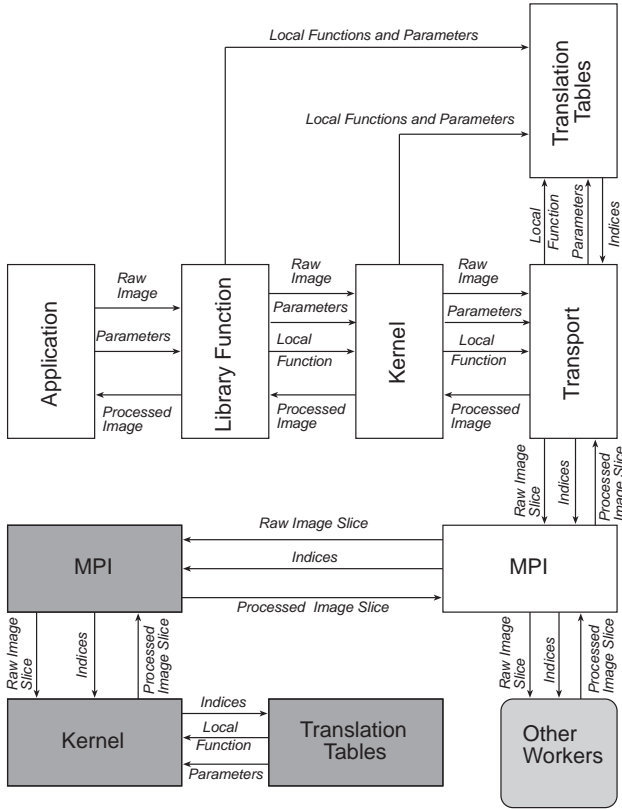 Local Functions and Parameters
Translation
Tables
Local Functions and Parameters
Local
Function
Parameters
Indices
Application
Raw
Image
Parameters
Processed
Image
Library Function
Raw
Image
Parameters
Local
Function
Processed
Image
Kernel
Raw
Image
Parameters
Local
Function
Processed
Image
Transport
Raw Image
Slice
Indices
Processed
Image Slice
MPI
Raw Image Slice
Indices
Processed Image Slice
MPI
Raw Image
Slice
Indices
Processed
Image Slice
Raw Image
Slice
Indices
Processed
Image Slice
Kernel
Indices
Local
Function
Parameters
Translation
Tables
Other
Workers